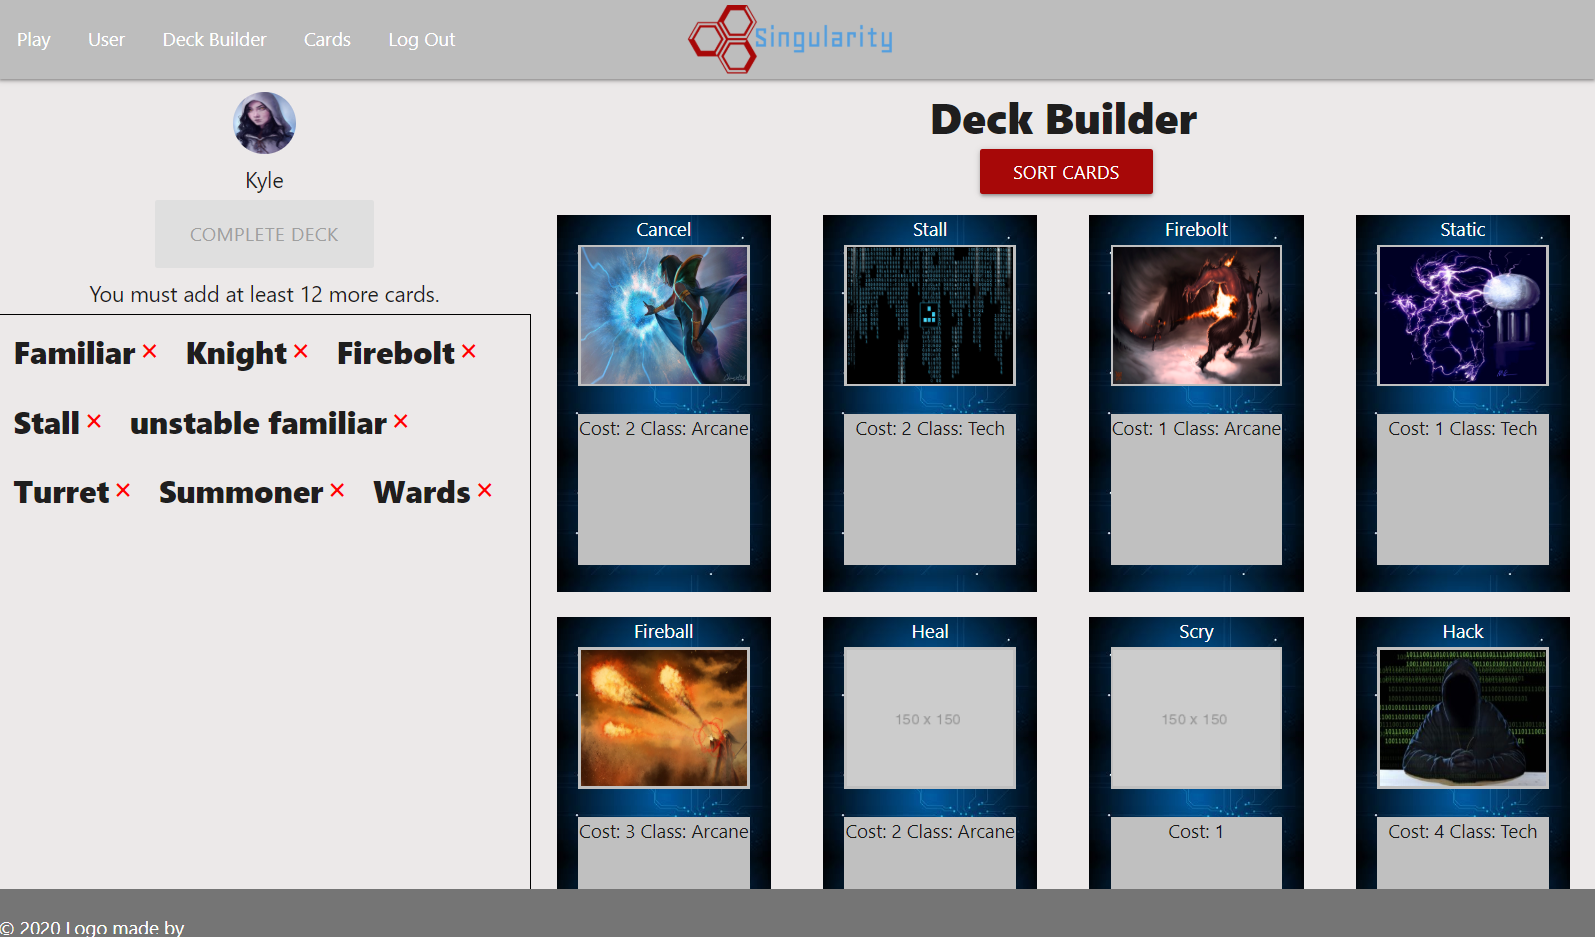 Play User Deck Builder Cards Log Out
Singularity
Kyle
COMPLETE DECK
You must add at least 12 more cards.
Familiar × Knight × Firebolt ×
Stall × unstable familiar ×
Turret × Summoner × Wards ×
Deck Builder
SORT CARDS
Cancel Stall Firebolt Static
Cost: 2 Class: Arcane Cost: 2 Class: Tech Cost: 1 Class: Arcane Cost: 1 Class: Tech
Fireball Heal Scry Hack
150 x 150 150 x 150
Cost: 3 Class: Arcane Cost: 2 Class: Arcane Cost: 1 Cost: 4 Class: Tech
© 2020 Logo made by